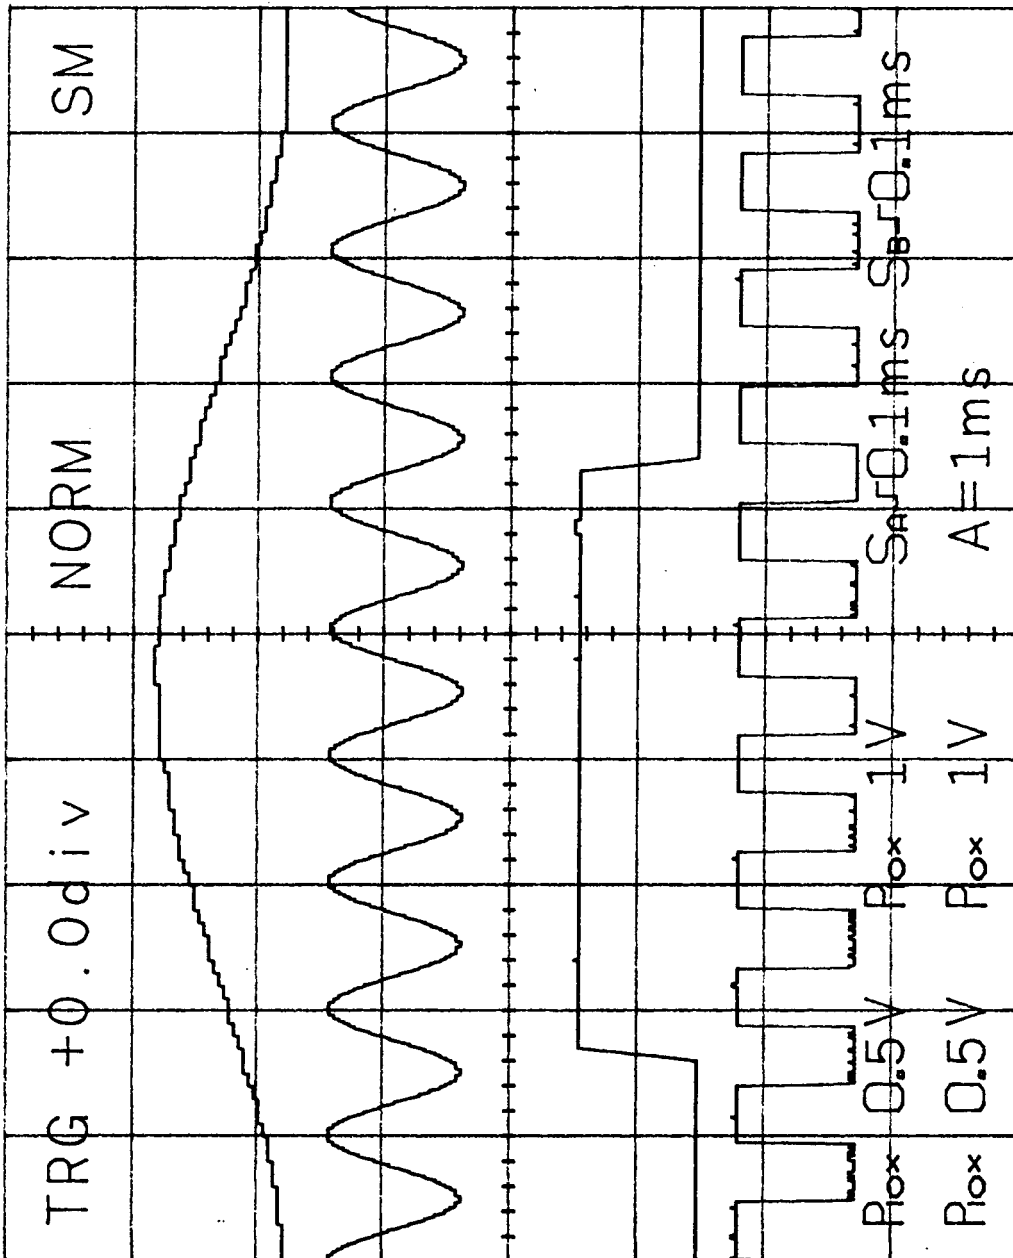 TRG +0.0div NORM SM
P10x 0.5V P10x 1V SA⌐0.1ms SB⌐0.1ms
P10x 0.5V P10x 1V A=1ms